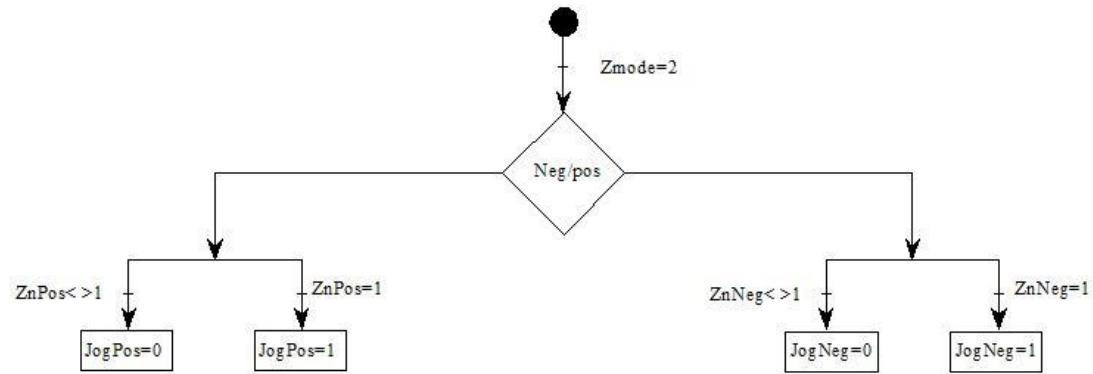 Zmode=2
Neg/pos
ZnPos< >1
ZnPos=1
ZnNeg< >1
ZnNeg=1
JogPos=0
JogPos=1
JogNeg=0
JogNeg=1